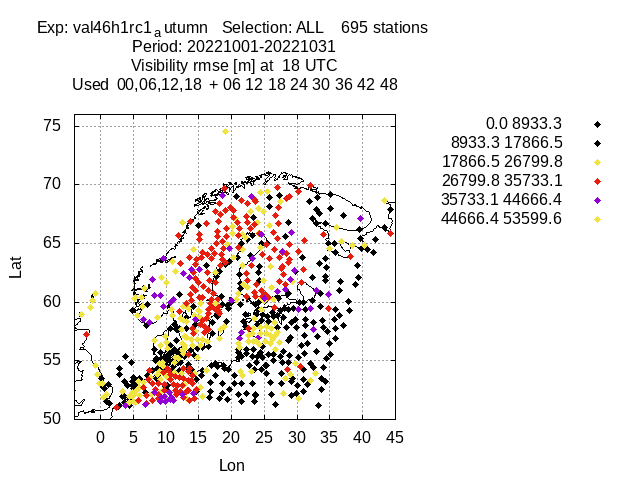 Exp: val46h1rc1autumn Selection: ALL 695 stations
Period: 20221001-20221031
Visibility rmse [m] at 18 UTC
Used 00,06,12,18 + 06 12 18 24 30 36 42 48
0.0 8933.3
8933.3 17866.5
17866.5 26799.8
26799.8 35733.1
35733.1 44666.4
44666.4 53599.6
75
70
65
60
55
50
Lat
0 5 10 15 20 25 30 35 40 45
Lon